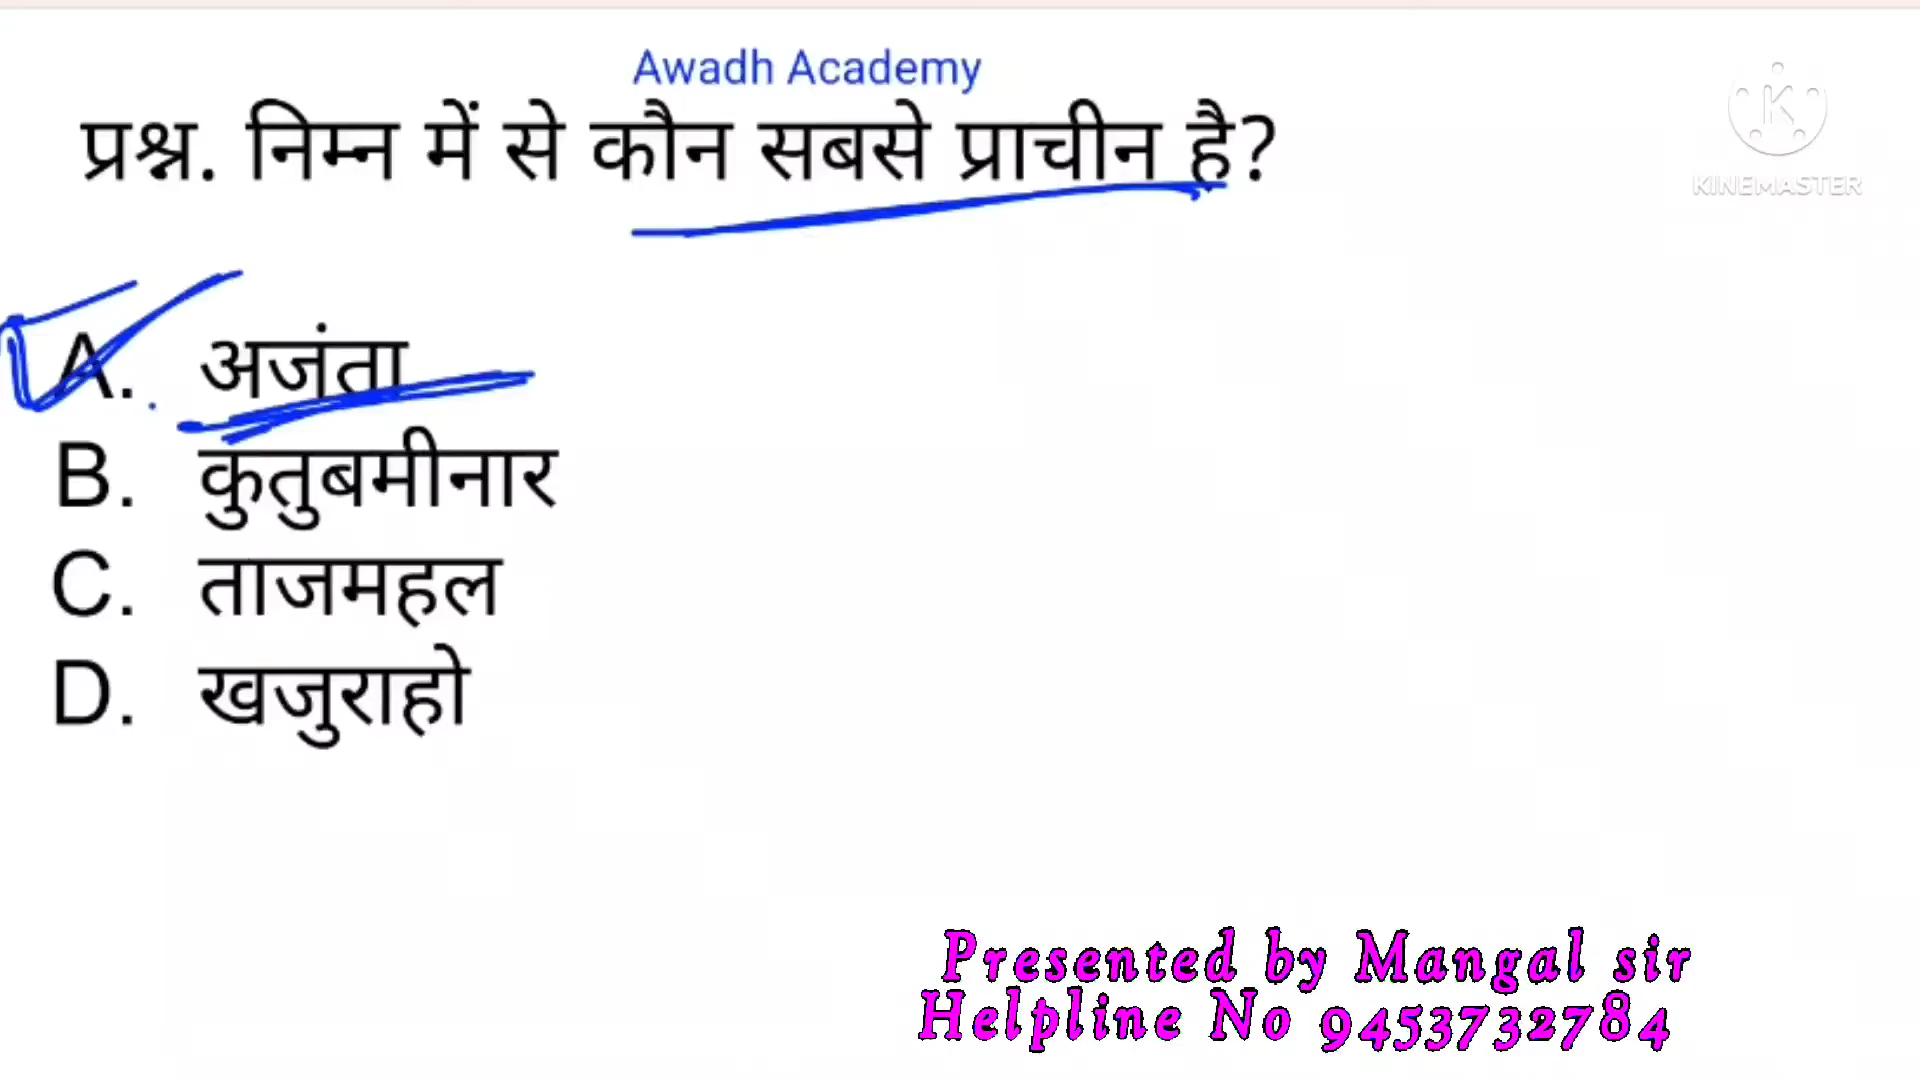 Awadh Academy
प्रश्न. निम्न में से कौन सबसे प्राचीन है?
KINEMASTER
A. अजंता
B. कुतुबमीनार
C. ताजमहल
D. खजुराहो
Presented by Mangal sir
Helpline No 9453732784